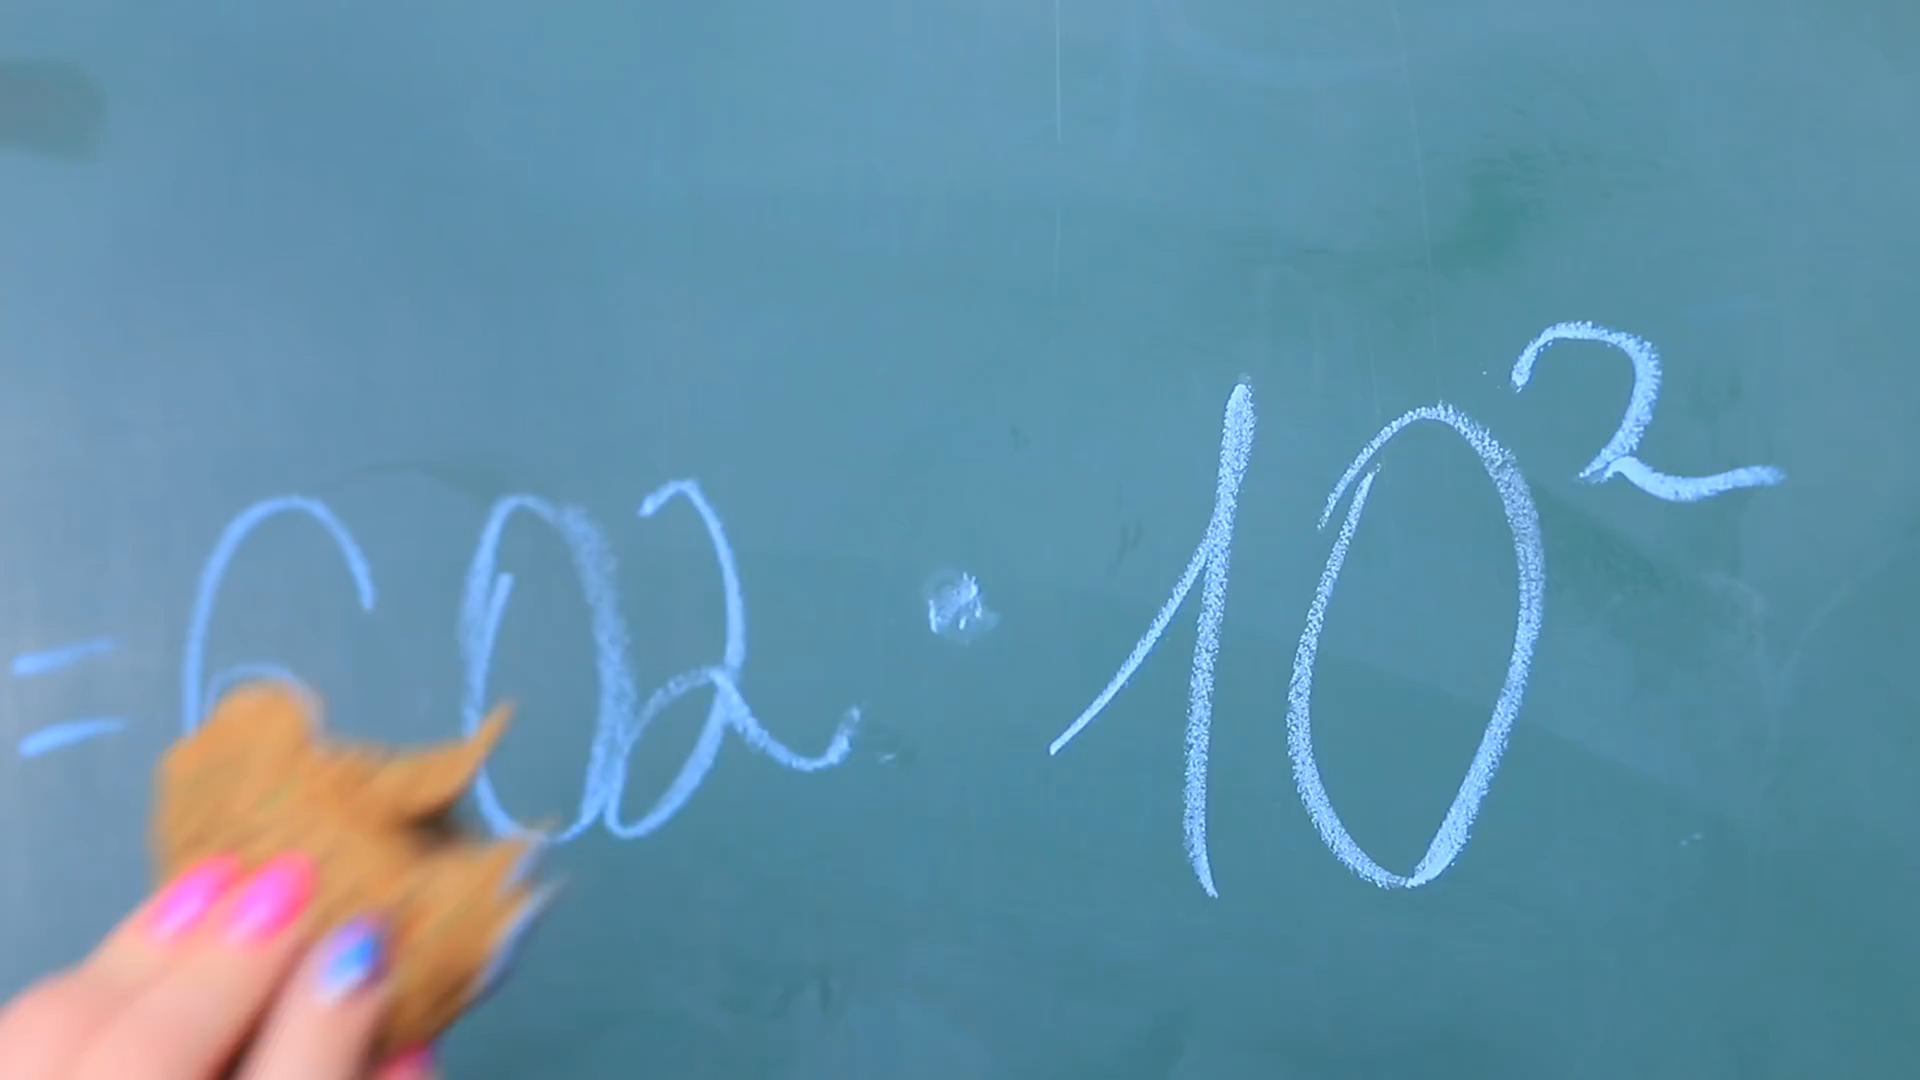 = 602 · 10²